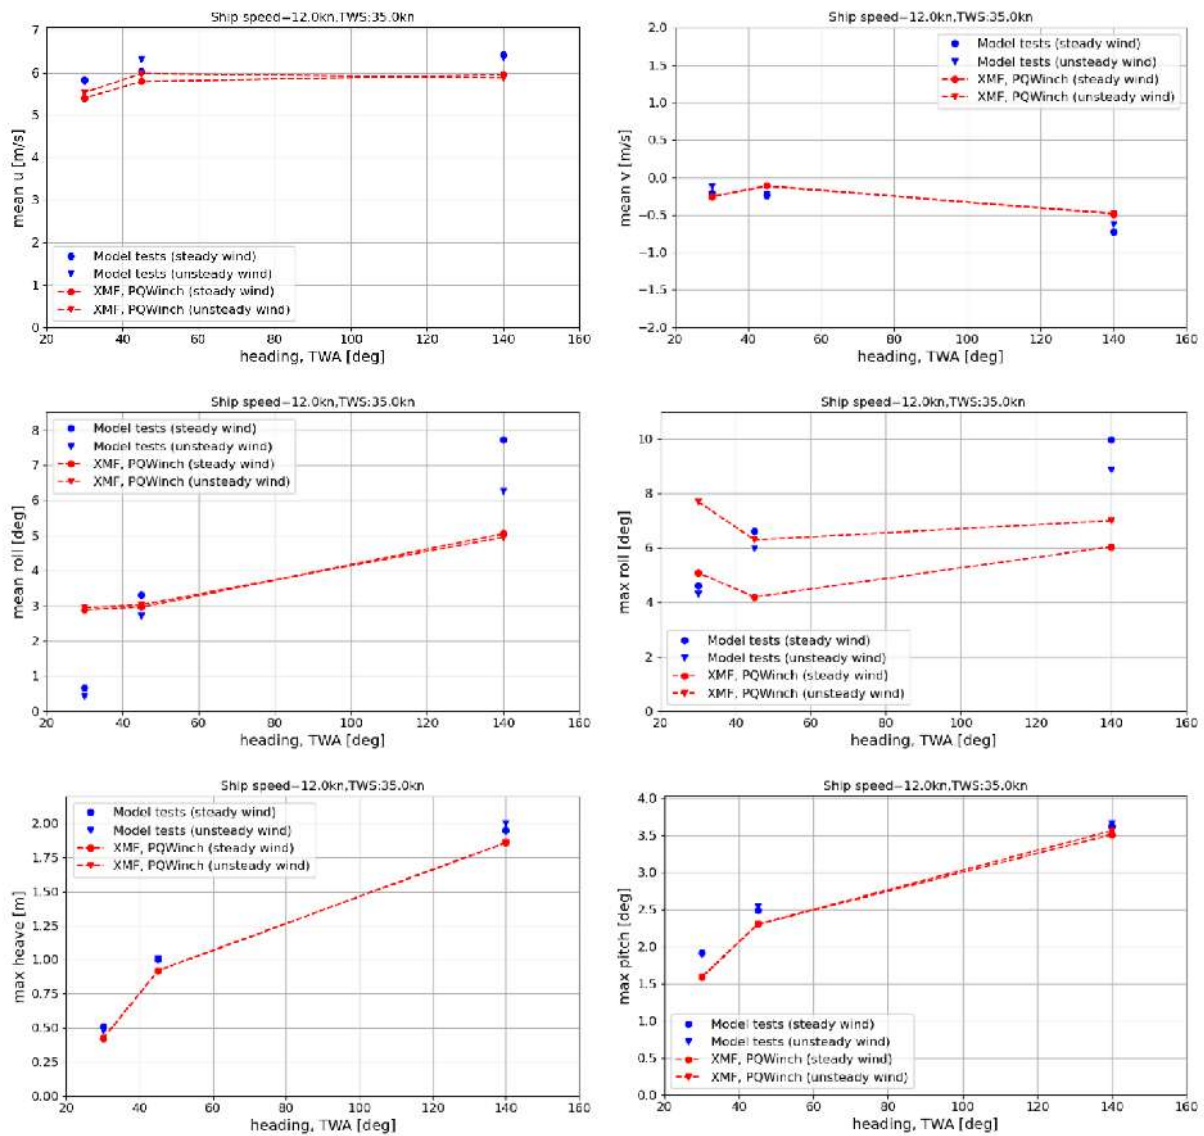 Ship speed=12.0kn,TWS:35.0kn
7
6
5
4
3
2
1
0
mean u [m/s]
Model tests (steady wind)
Model tests (unsteady wind)
XMF, PQWinch (steady wind)
XMF, PQWinch (unsteady wind)
20 40 60 80 100 120 140 160
heading, TWA [deg]
Ship speed=12.0kn,TWS:35.0kn
2.0
1.5
1.0
0.5
0.0
−0.5
−1.0
−1.5
−2.0
mean v [m/s]
Model tests (steady wind)
Model tests (unsteady wind)
XMF, PQWinch (steady wind)
XMF, PQWinch (unsteady wind)
20 40 60 80 100 120 140 160
heading, TWA [deg]
Ship speed=12.0kn,TWS:35.0kn
8
7
6
5
4
3
2
1
0
mean roll [deg]
Model tests (steady wind)
Model tests (unsteady wind)
XMF, PQWinch (steady wind)
XMF, PQWinch (unsteady wind)
20 40 60 80 100 120 140 160
heading, TWA [deg]
Ship speed=12.0kn,TWS:35.0kn
10
8
6
4
2
0
max roll [deg]
Model tests (steady wind)
Model tests (unsteady wind)
XMF, PQWinch (steady wind)
XMF, PQWinch (unsteady wind)
20 40 60 80 100 120 140 160
heading, TWA [deg]
Ship speed=12.0kn,TWS:35.0kn
2.00
1.75
1.50
1.25
1.00
0.75
0.50
0.25
0.00
max heave [m]
Model tests (steady wind)
Model tests (unsteady wind)
XMF, PQWinch (steady wind)
XMF, PQWinch (unsteady wind)
20 40 60 80 100 120 140 160
heading, TWA [deg]
Ship speed=12.0kn,TWS:35.0kn
4.0
3.5
3.0
2.5
2.0
1.5
1.0
0.5
0.0
max pitch [deg]
Model tests (steady wind)
Model tests (unsteady wind)
XMF, PQWinch (steady wind)
XMF, PQWinch (unsteady wind)
20 40 60 80 100 120 140 160
heading, TWA [deg]